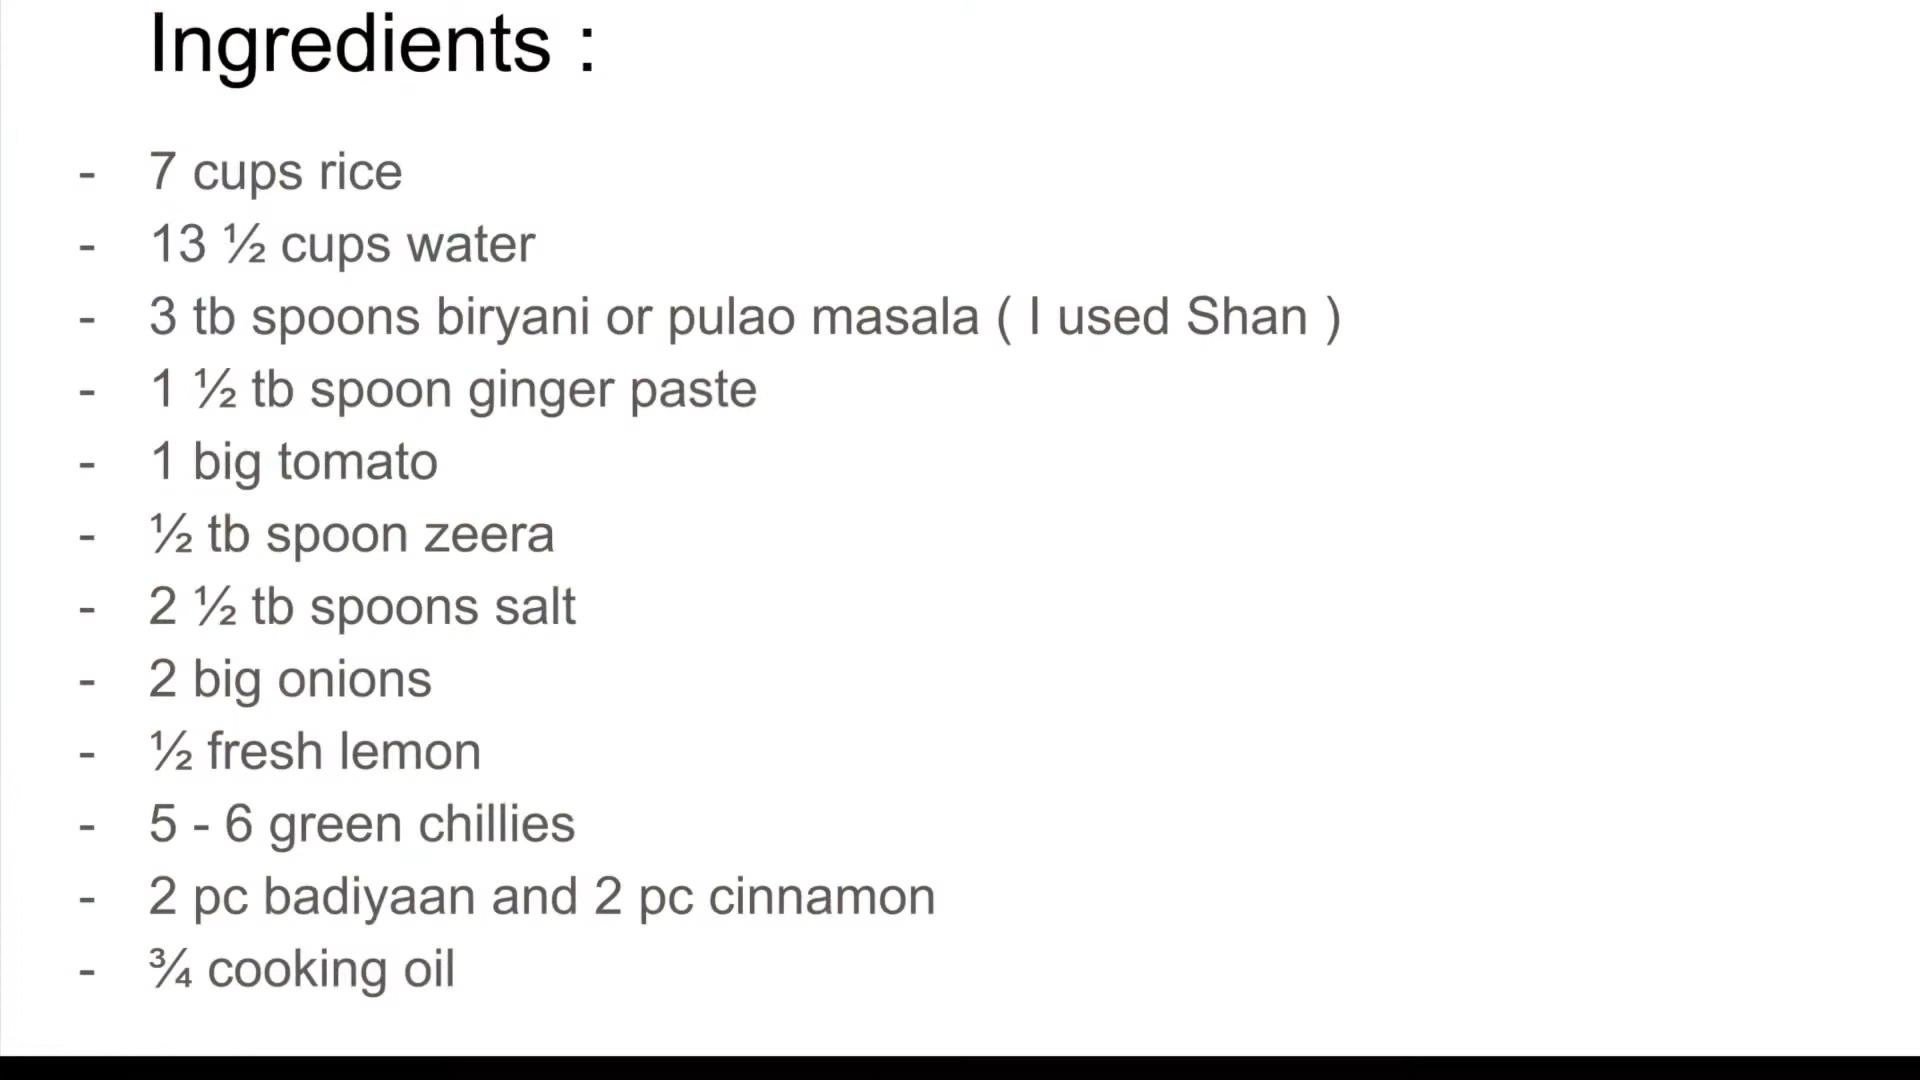 Ingredients :
- 7 cups rice
- 13 ½ cups water
- 3 tb spoons biryani or pulao masala ( I used Shan )
- 1 ½ tb spoon ginger paste
- 1 big tomato
- ½ tb spoon zeera
- 2 ½ tb spoons salt
- 2 big onions
- ½ fresh lemon
- 5 - 6 green chillies
- 2 pc badiyaan and 2 pc cinnamon
- ¾ cooking oil